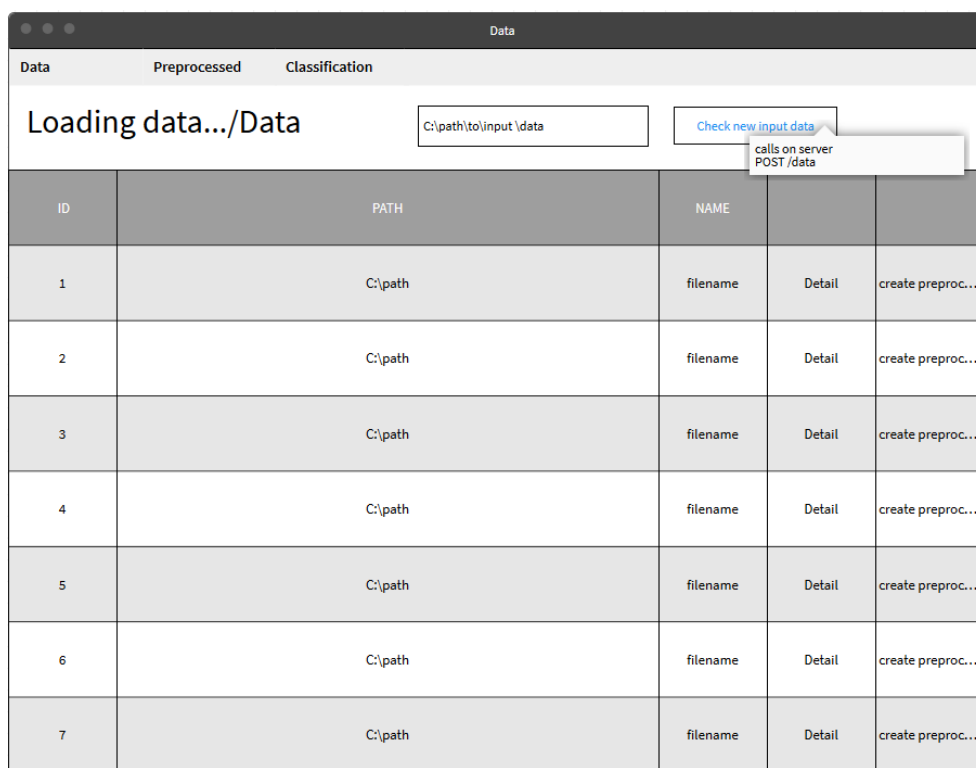 Data
Data Preprocessed Classification
Loading data.../Data C:\path\to\input \data Check new input data
calls on server
POST /data
ID PATH NAME
1 C:\path filename Detail create preproc...
2 C:\path filename Detail create preproc...
3 C:\path filename Detail create preproc...
4 C:\path filename Detail create preproc...
5 C:\path filename Detail create preproc...
6 C:\path filename Detail create preproc...
7 C:\path filename Detail create preproc...